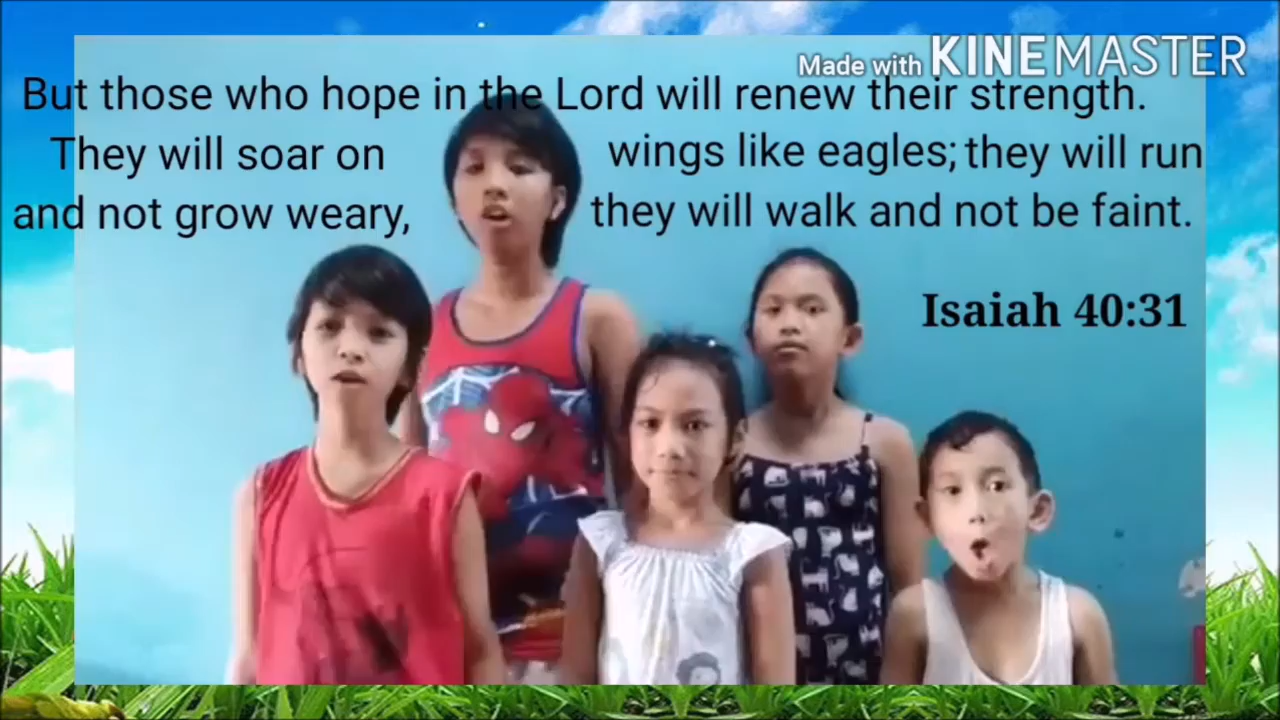 Made with KINEMASTER
But those who hope in the Lord will renew their strength.
They will soar on wings like eagles; they will run
and not grow weary, they will walk and not be faint.
Isaiah 40:31